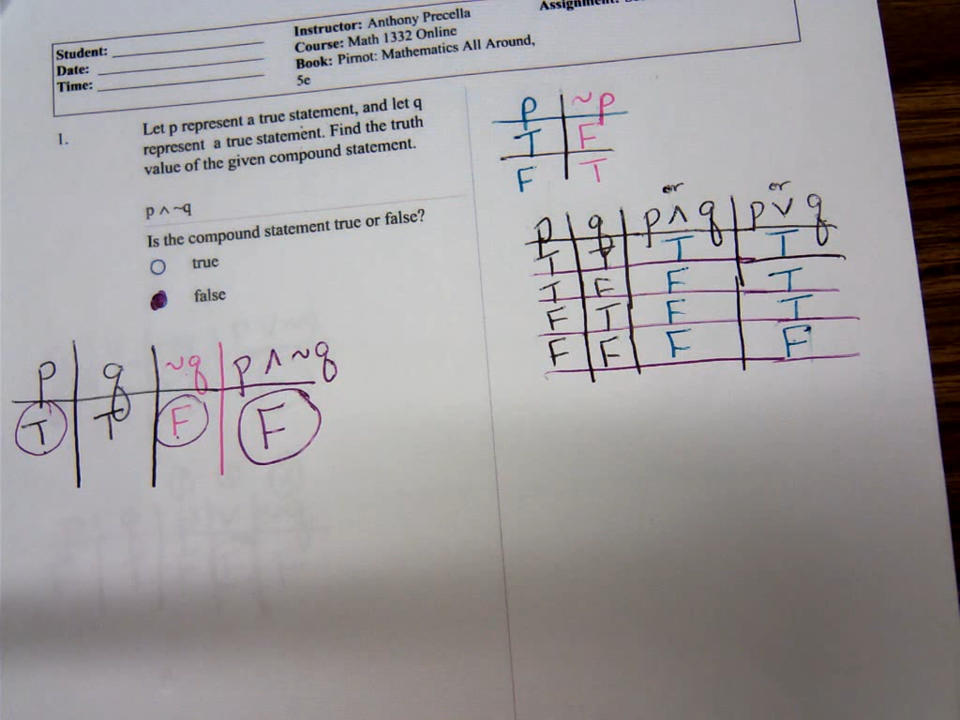 Student:
Date:
Time:
Instructor: Anthony Precella
Course: Math 1332 Online
Book: Pirnot: Mathematics All Around,
5e
Assignment:
1.
Let p represent a true statement, and let q
represent a true statement. Find the truth
value of the given compound statement.
p ∧ ~q
Is the compound statement true or false?
true
false
p q ~q p ∧ ~q
T T F F
p ~p
T F
F T
or or
p q p ∧ q p ∨ q
T T T T
T F F T
F T F T
F F F F